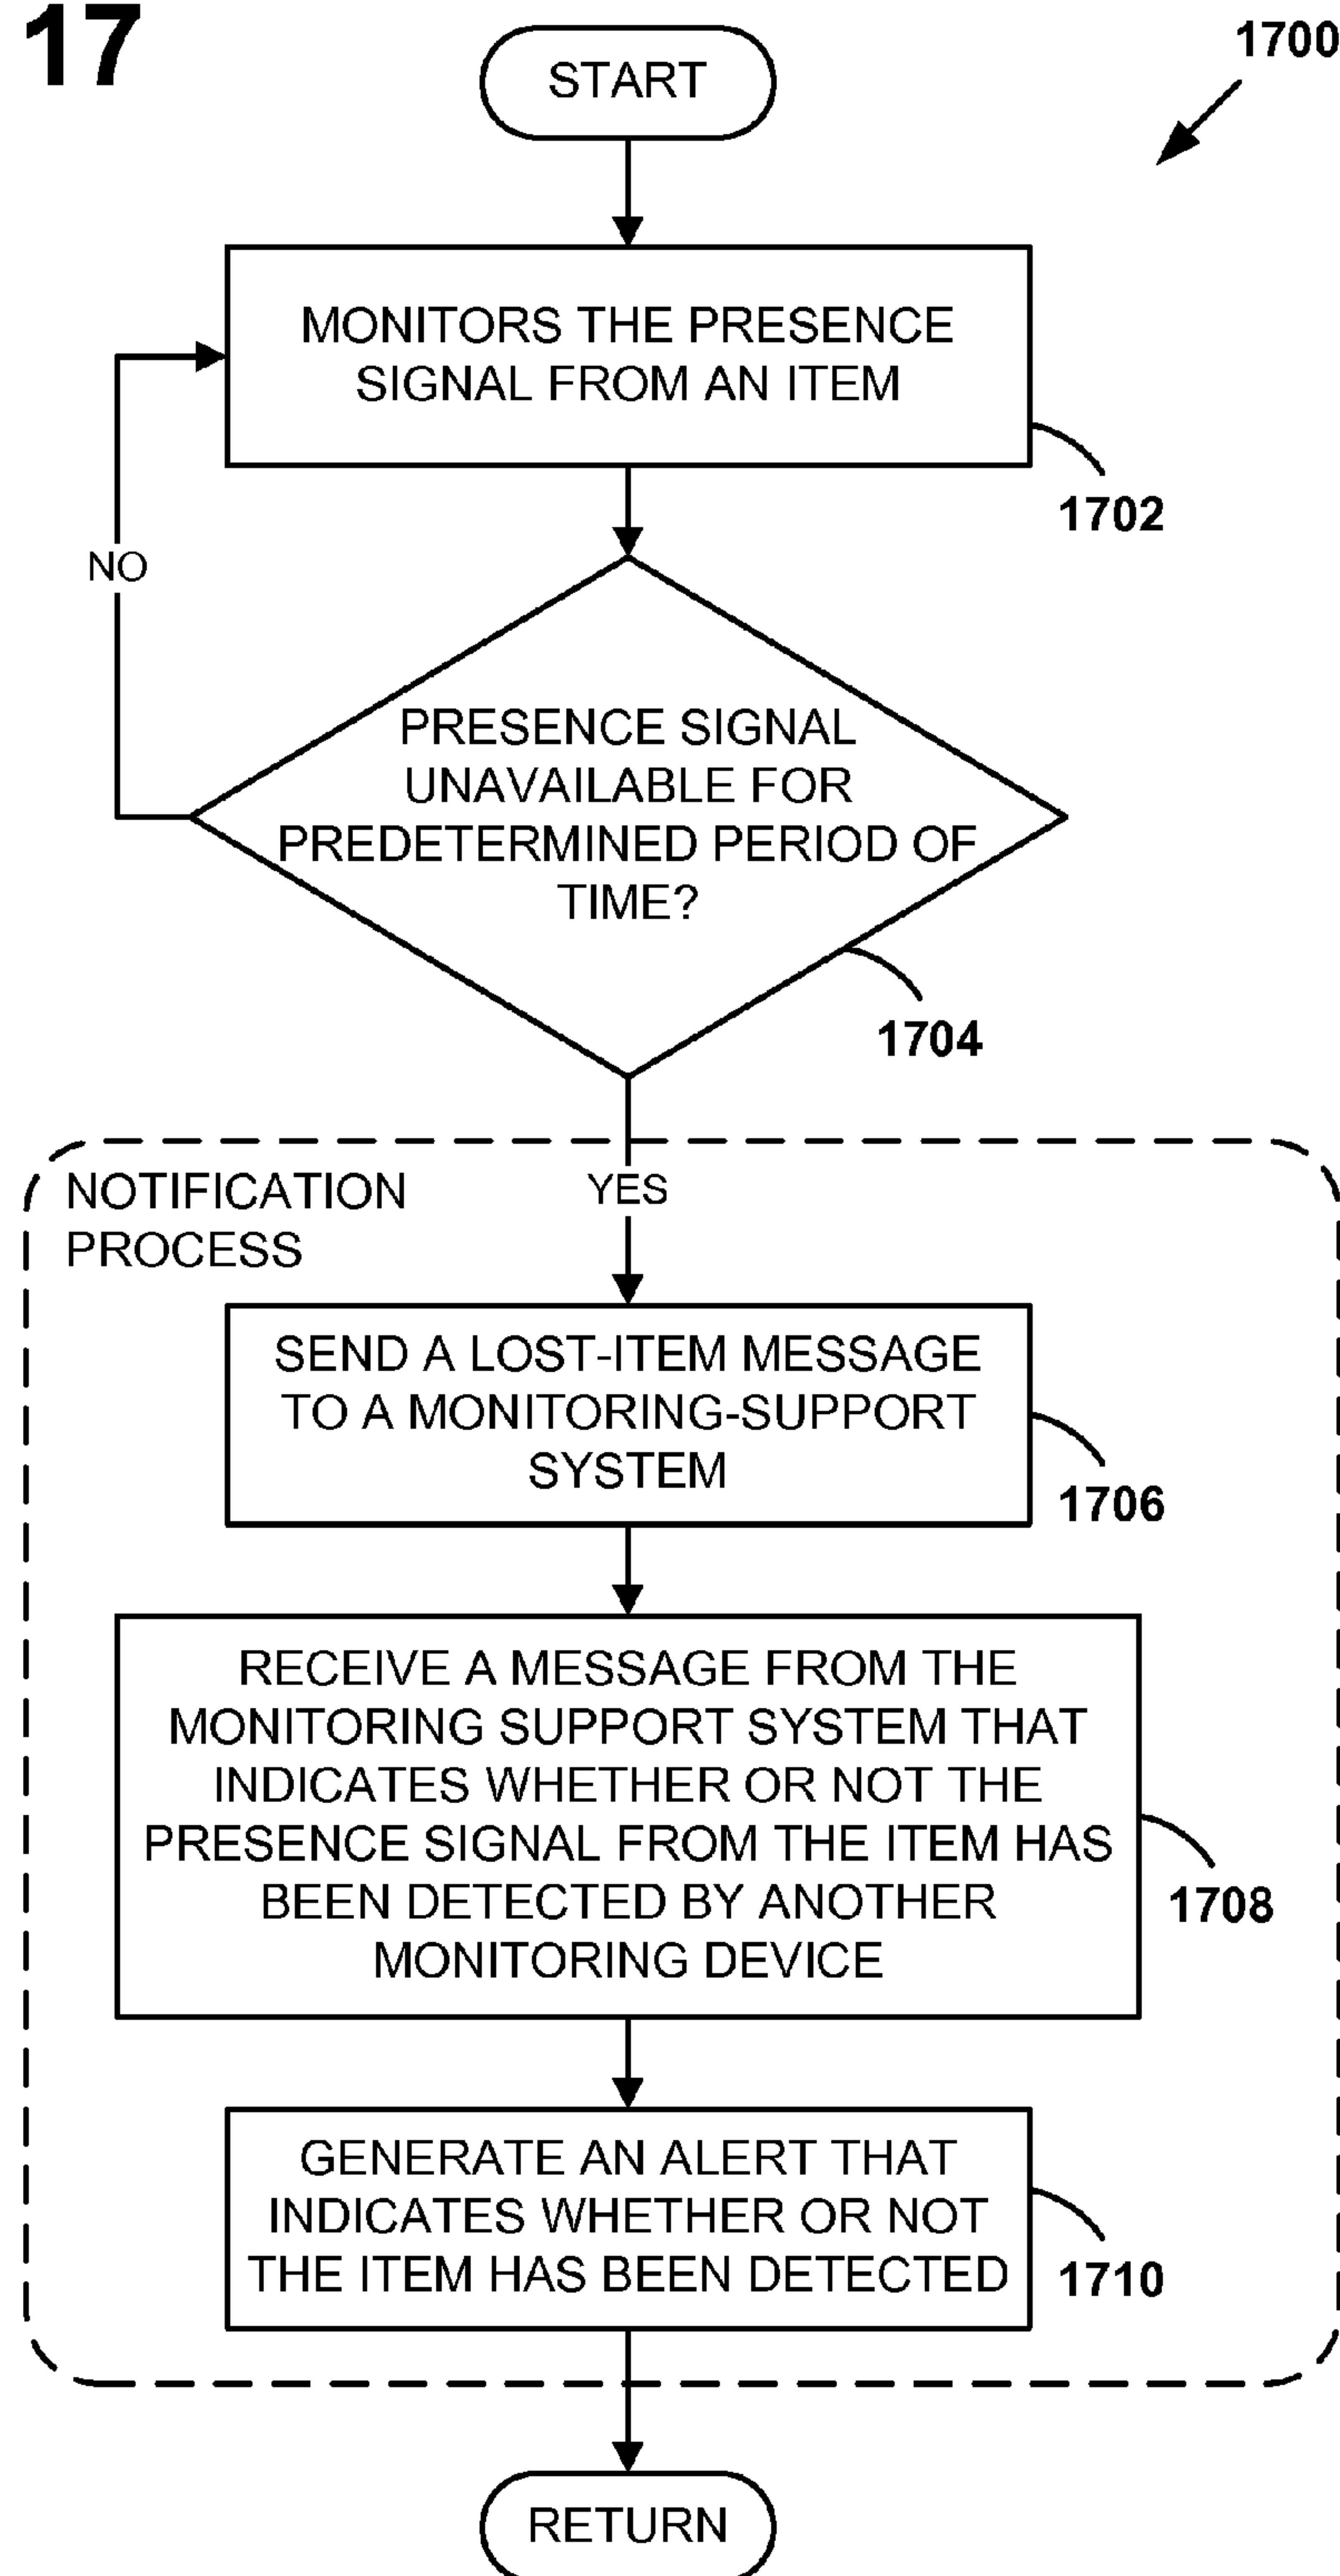 17
1700
START
MONITORS THE PRESENCE
SIGNAL FROM AN ITEM
1702
NO
PRESENCE SIGNAL
UNAVAILABLE FOR
PREDETERMINED PERIOD OF
TIME?
1704
YES
NOTIFICATION
PROCESS
SEND A LOST-ITEM MESSAGE
TO A MONITORING-SUPPORT
SYSTEM
1706
RECEIVE A MESSAGE FROM THE
MONITORING SUPPORT SYSTEM THAT
INDICATES WHETHER OR NOT THE
PRESENCE SIGNAL FROM THE ITEM HAS
BEEN DETECTED BY ANOTHER
MONITORING DEVICE
1708
GENERATE AN ALERT THAT
INDICATES WHETHER OR NOT
THE ITEM HAS BEEN DETECTED
1710
RETURN